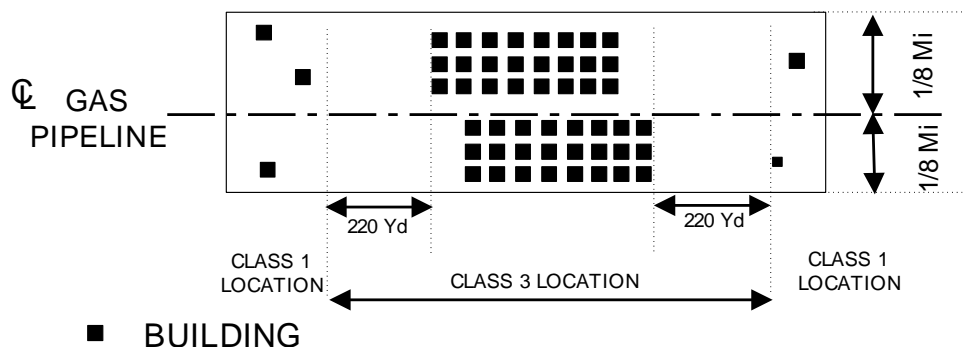 ℄ GAS
PIPELINE
1/8 Mi
1/8 Mi
220 Yd
220 Yd
CLASS 1
LOCATION
CLASS 3 LOCATION
CLASS 1
LOCATION
BUILDING